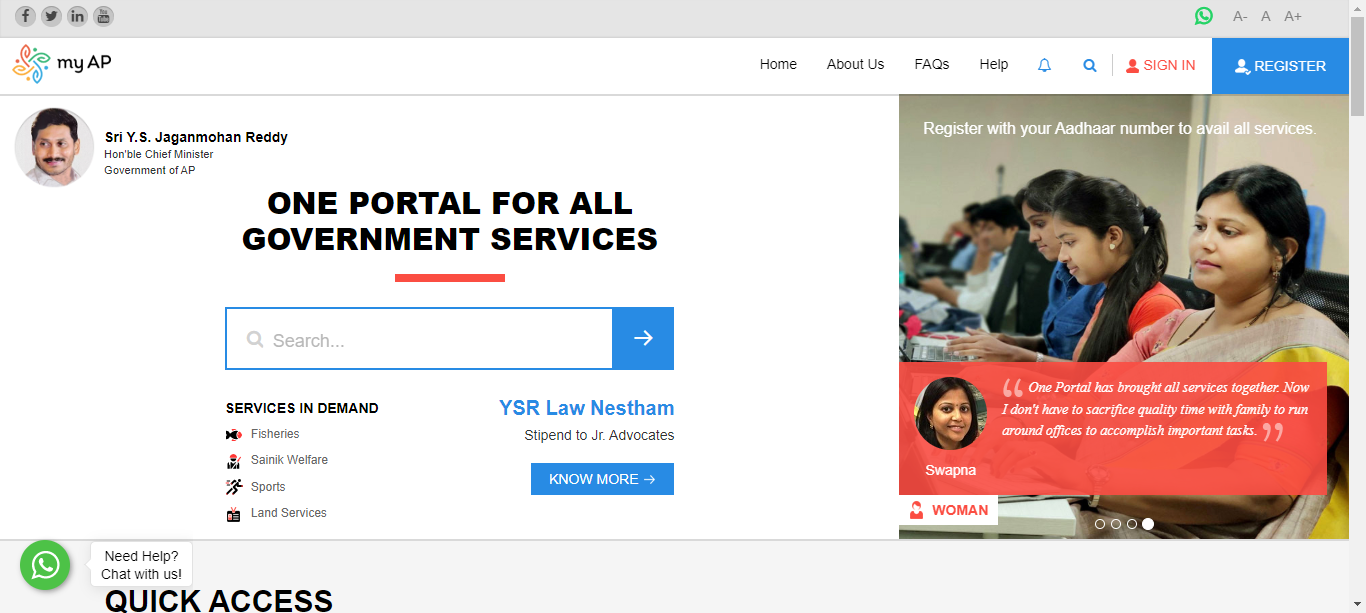 You Tube
A- A A+
my AP
Home About Us FAQs Help SIGN IN REGISTER
Sri Y.S. Jaganmohan Reddy
Hon'ble Chief Minister
Government of AP
ONE PORTAL FOR ALL
GOVERNMENT SERVICES
Search...
SERVICES IN DEMAND
Fisheries
Sainik Welfare
Sports
Land Services
YSR Law Nestham
Stipend to Jr. Advocates
KNOW MORE →
Register with your Aadhaar number to avail all services.
“ One Portal has brought all services together. Now
I don't have to sacrifice quality time with family to run
around offices to accomplish important tasks. ”
Swapna
WOMAN
Need Help?
Chat with us!
QUICK ACCESS